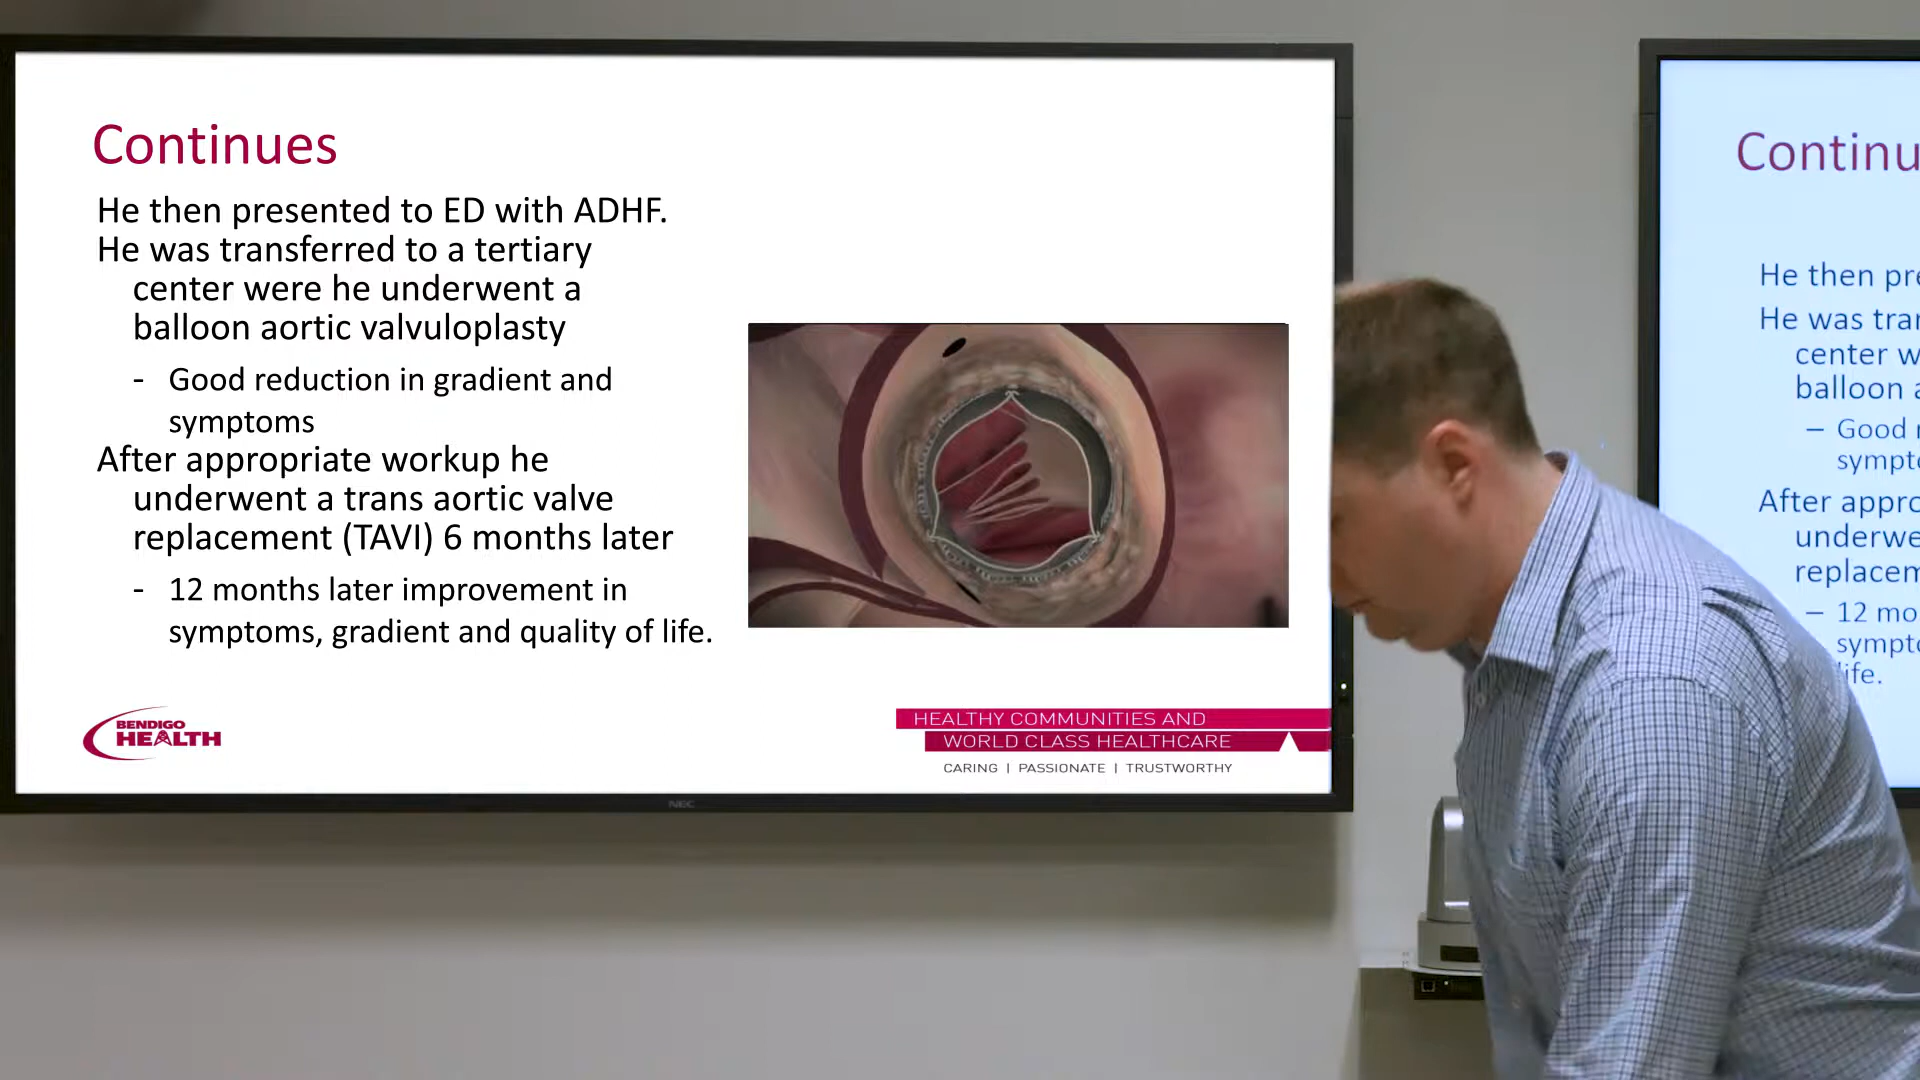 Continues
He then presented to ED with ADHF.
He was transferred to a tertiary
center were he underwent a
balloon aortic valvuloplasty
- Good reduction in gradient and
symptoms
After appropriate workup he
underwent a trans aortic valve
replacement (TAVI) 6 months later
- 12 months later improvement in
symptoms, gradient and quality of life.
BENDIGO
HEALTH
HEALTHY COMMUNITIES AND
WORLD CLASS HEALTHCARE
CARING | PASSIONATE | TRUSTWORTHY
NEC
Continu
He then pre
He was tran
center w
balloon a
– Good r
sympto
After appro
underwe
replacem
– 12 mo
sympto
life.